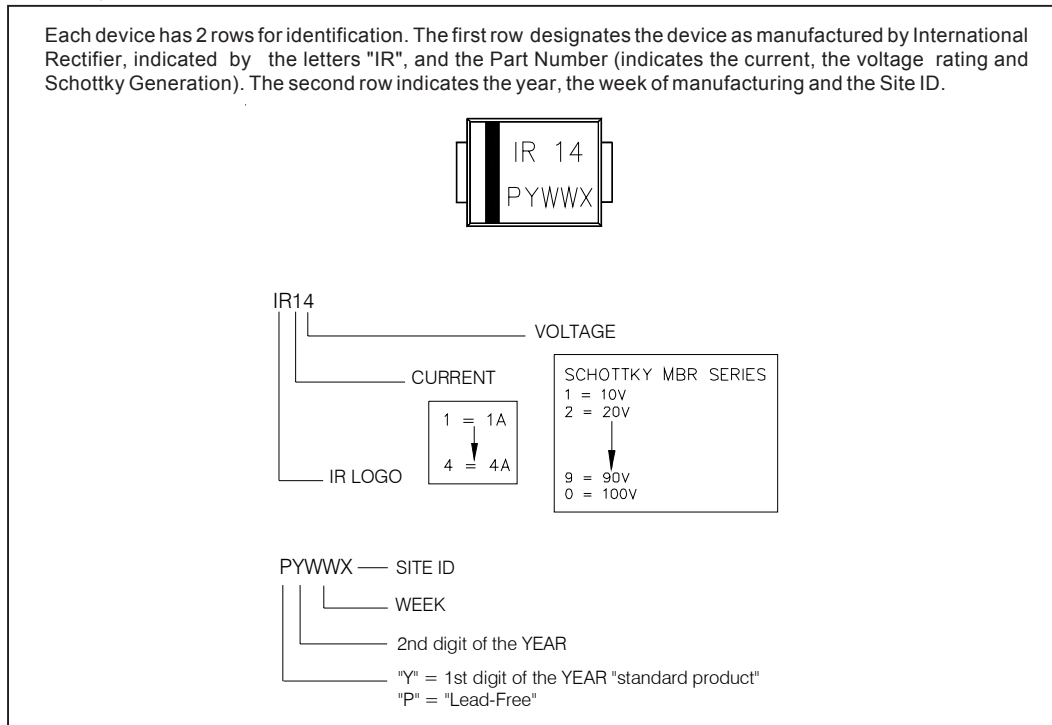 Each device has 2 rows for identification. The first row designates the device as manufactured by International
Rectifier, indicated by the letters "IR", and the Part Number (indicates the current, the voltage rating and
Schottky Generation). The second row indicates the year, the week of manufacturing and the Site ID.
IR 14
PYWWX
IR14
VOLTAGE
CURRENT
SCHOTTKY MBR SERIES
1 = 10V
2 = 20V
9 = 90V
0 = 100V
1 = 1A
4 = 4A
IR LOGO
PYWWX
SITE ID
WEEK
2nd digit of the YEAR
"Y" = 1st digit of the YEAR "standard product"
"P" = "Lead-Free"